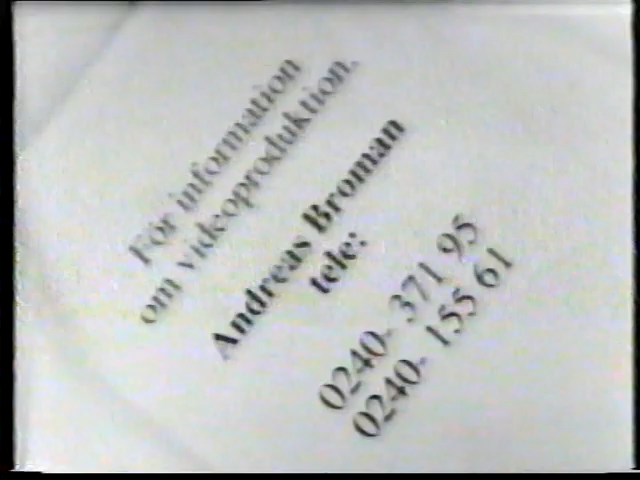 För information
om videoproduktion.
Andreas Broman
tele:
0240- 371 95
0240- 155 61